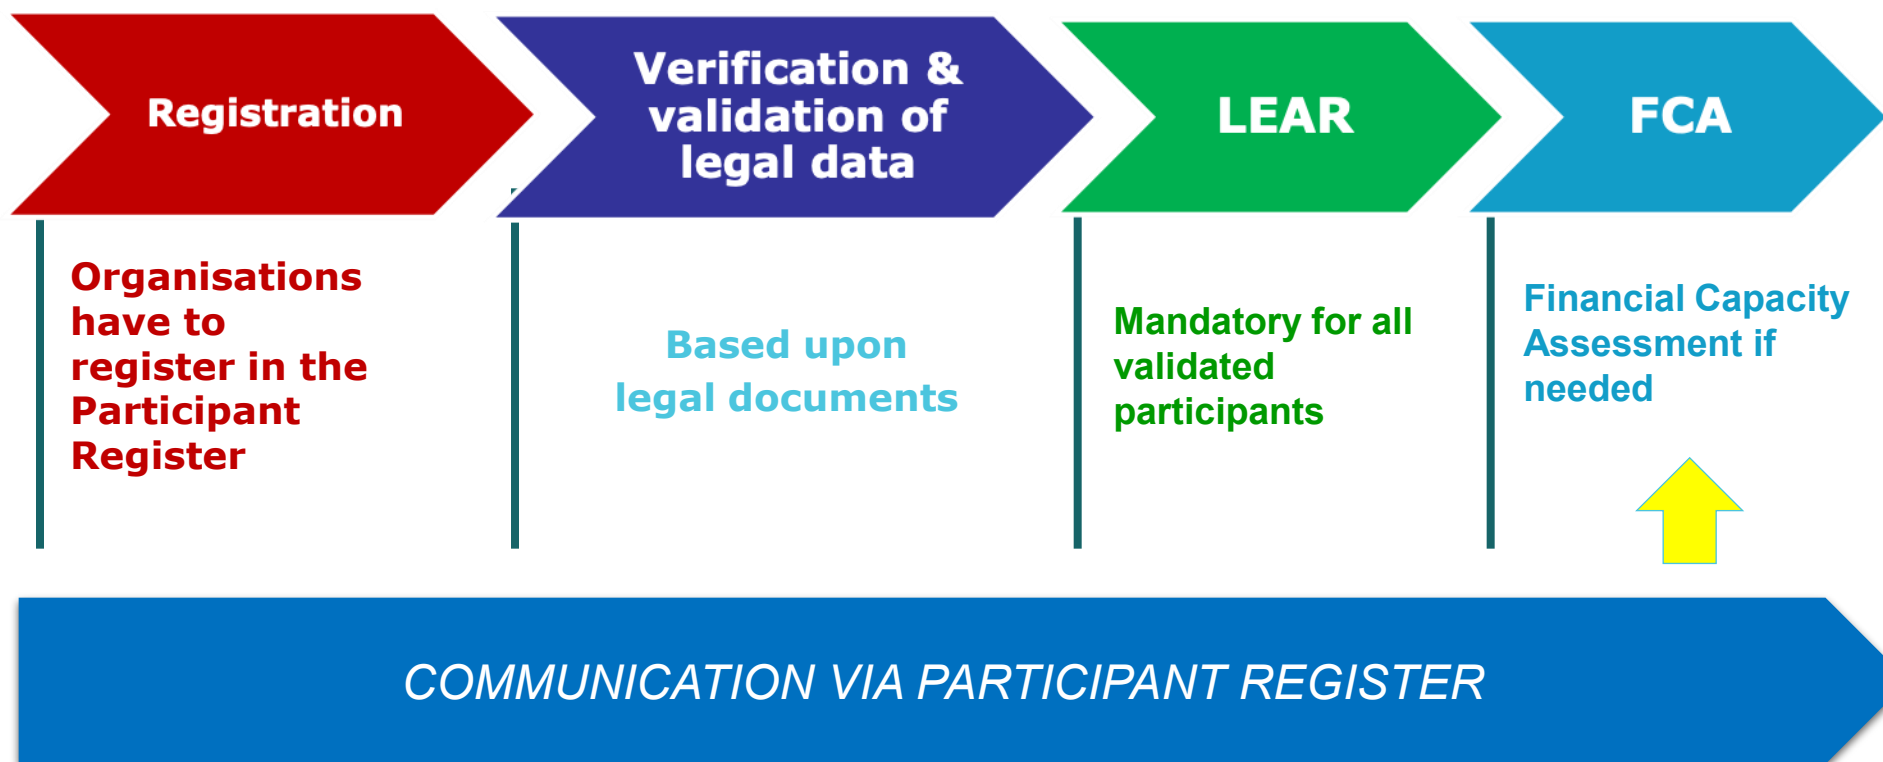 Registration
Verification &
validation of
legal data
LEAR
FCA
Organisations
have to
register in the
Participant
Register
Based upon
legal documents
Mandatory for all
validated
participants
Financial Capacity
Assessment if
needed
COMMUNICATION VIA PARTICIPANT REGISTER